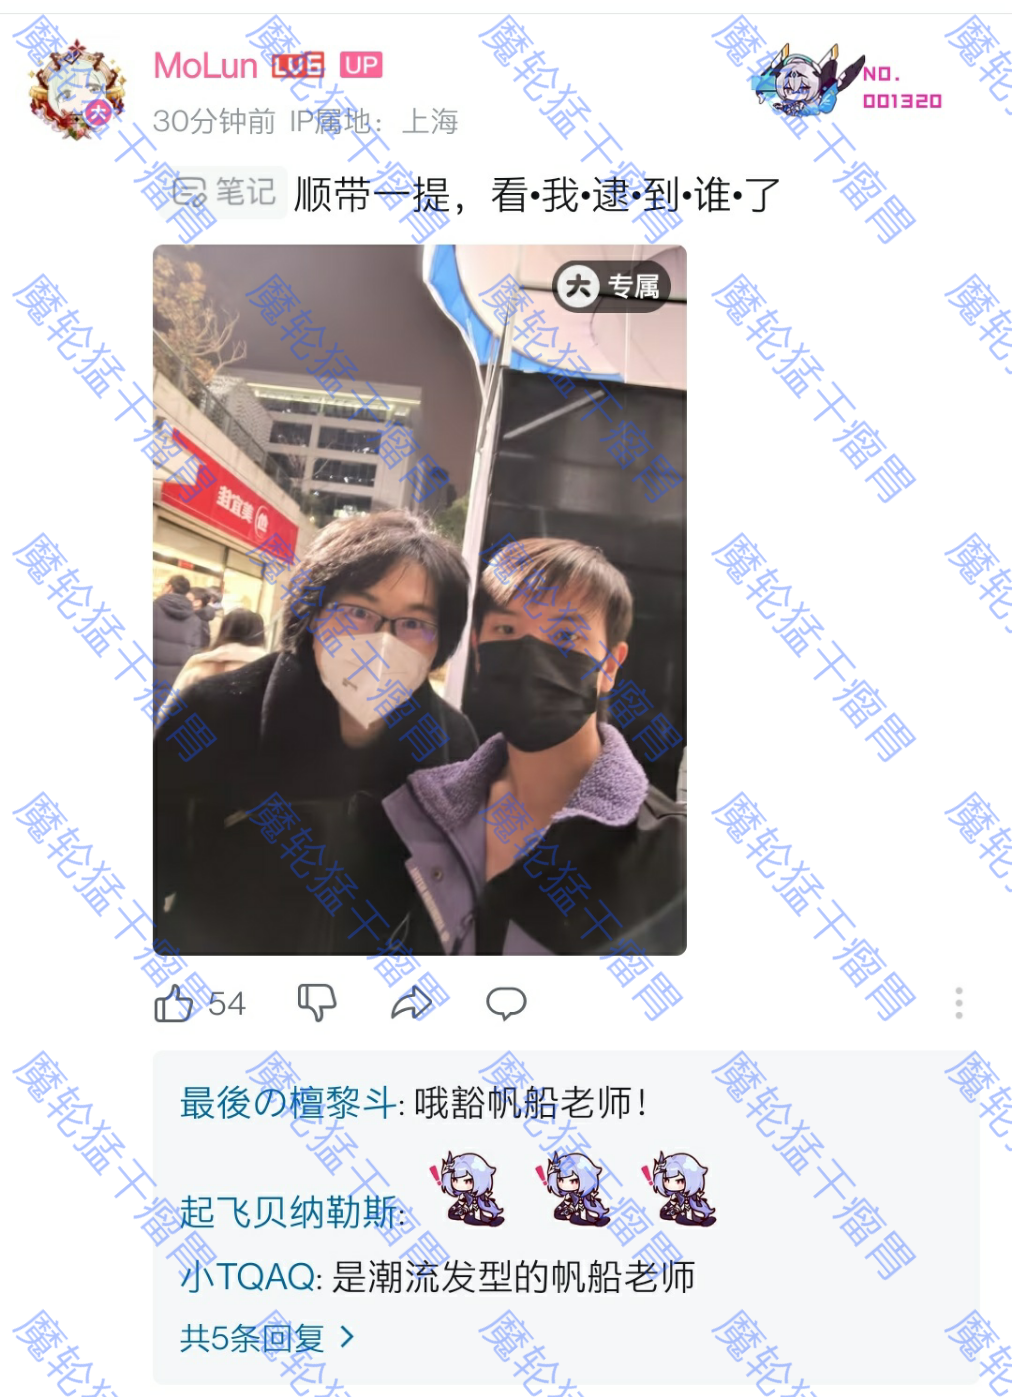 MoLun LV6 UP
NO.
001320
30分钟前 IP属地：上海
笔记 顺带一提，看•我•逮•到•谁•了
大 专属
54
最後の檀黎斗: 哦豁帆船老师！
起飞贝纳勒斯:
小TQAQ: 是潮流发型的帆船老师
共5条回复 >
魔轮猛干瘤胃